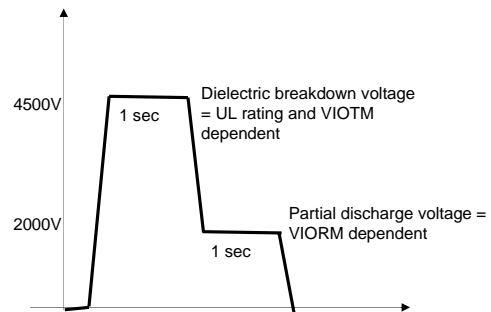 4500V
1 sec
Dielectric breakdown voltage
= UL rating and VIOTM
dependent
2000V
1 sec
Partial discharge voltage =
VIORM dependent